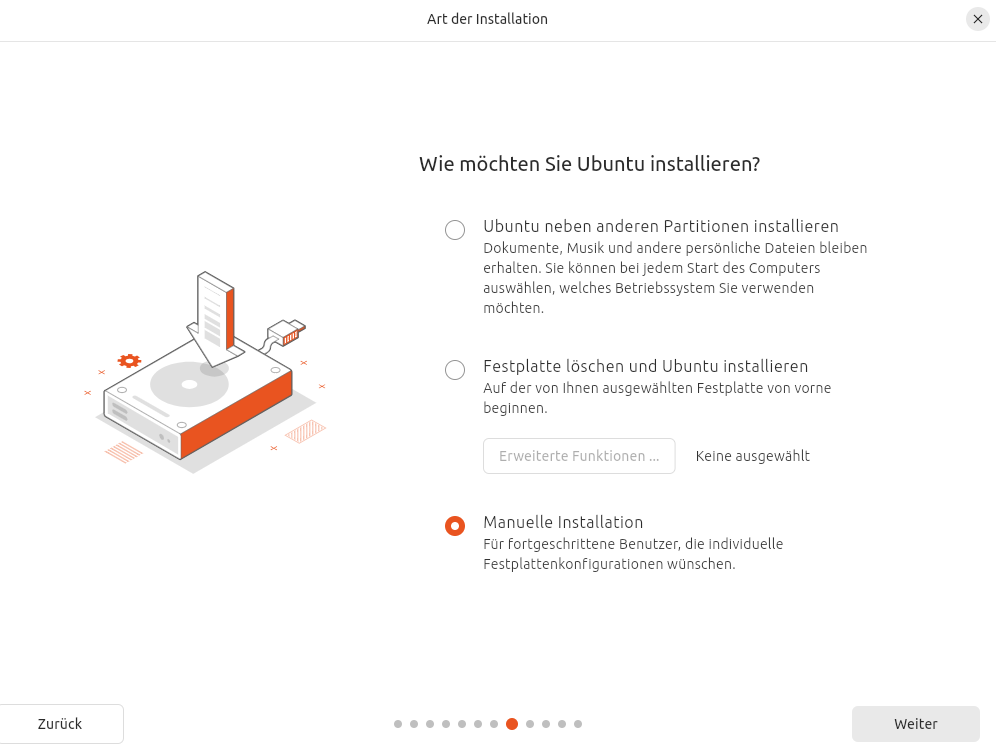 Art der Installation
Wie möchten Sie Ubuntu installieren?
Ubuntu neben anderen Partitionen installieren
Dokumente, Musik und andere persönliche Dateien bleiben
erhalten. Sie können bei jedem Start des Computers
auswählen, welches Betriebssystem Sie verwenden
möchten.
Festplatte löschen und Ubuntu installieren
Auf der von Ihnen ausgewählten Festplatte von vorne
beginnen.
Erweiterte Funktionen ... Keine ausgewählt
Manuelle Installation
Für fortgeschrittene Benutzer, die individuelle
Festplattenkonfigurationen wünschen.
Zurück Weiter